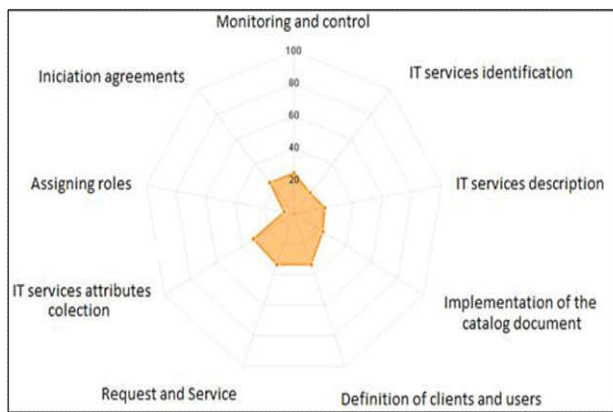 Monitoring and control
100
80
60
40
20
IT services identification
IT services description
Implementation of the
catalog document
Definition of clients and users
Request and Service
IT services attributes
colection
Assigning roles
Iniciation agreements